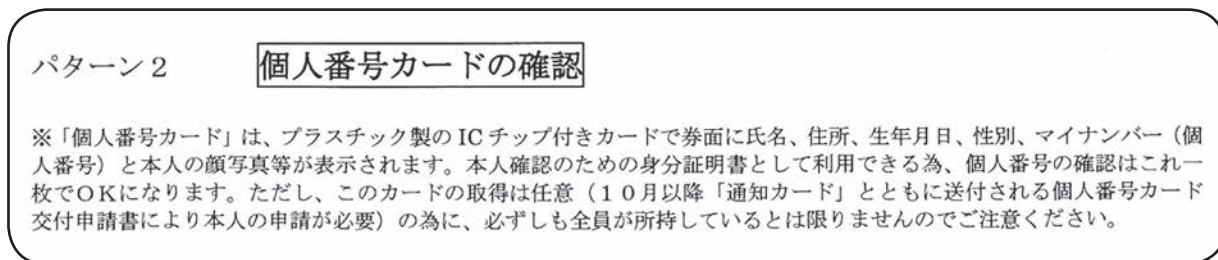 パターン2 個人番号カードの確認
※「個人番号カード」は、プラスチック製の IC チップ付きカードで券面に氏名、住所、生年月日、性別、マイナンバー（個
人番号）と本人の顔写真等が表示されます。本人確認のための身分証明書として利用できる為、個人番号の確認はこれ一
枚でＯＫになります。ただし、このカードの取得は任意（１０月以降「通知カード」とともに送付される個人番号カード
交付申請書により本人の申請が必要）の為に、必ずしも全員が所持しているとは限りませんのでご注意ください。